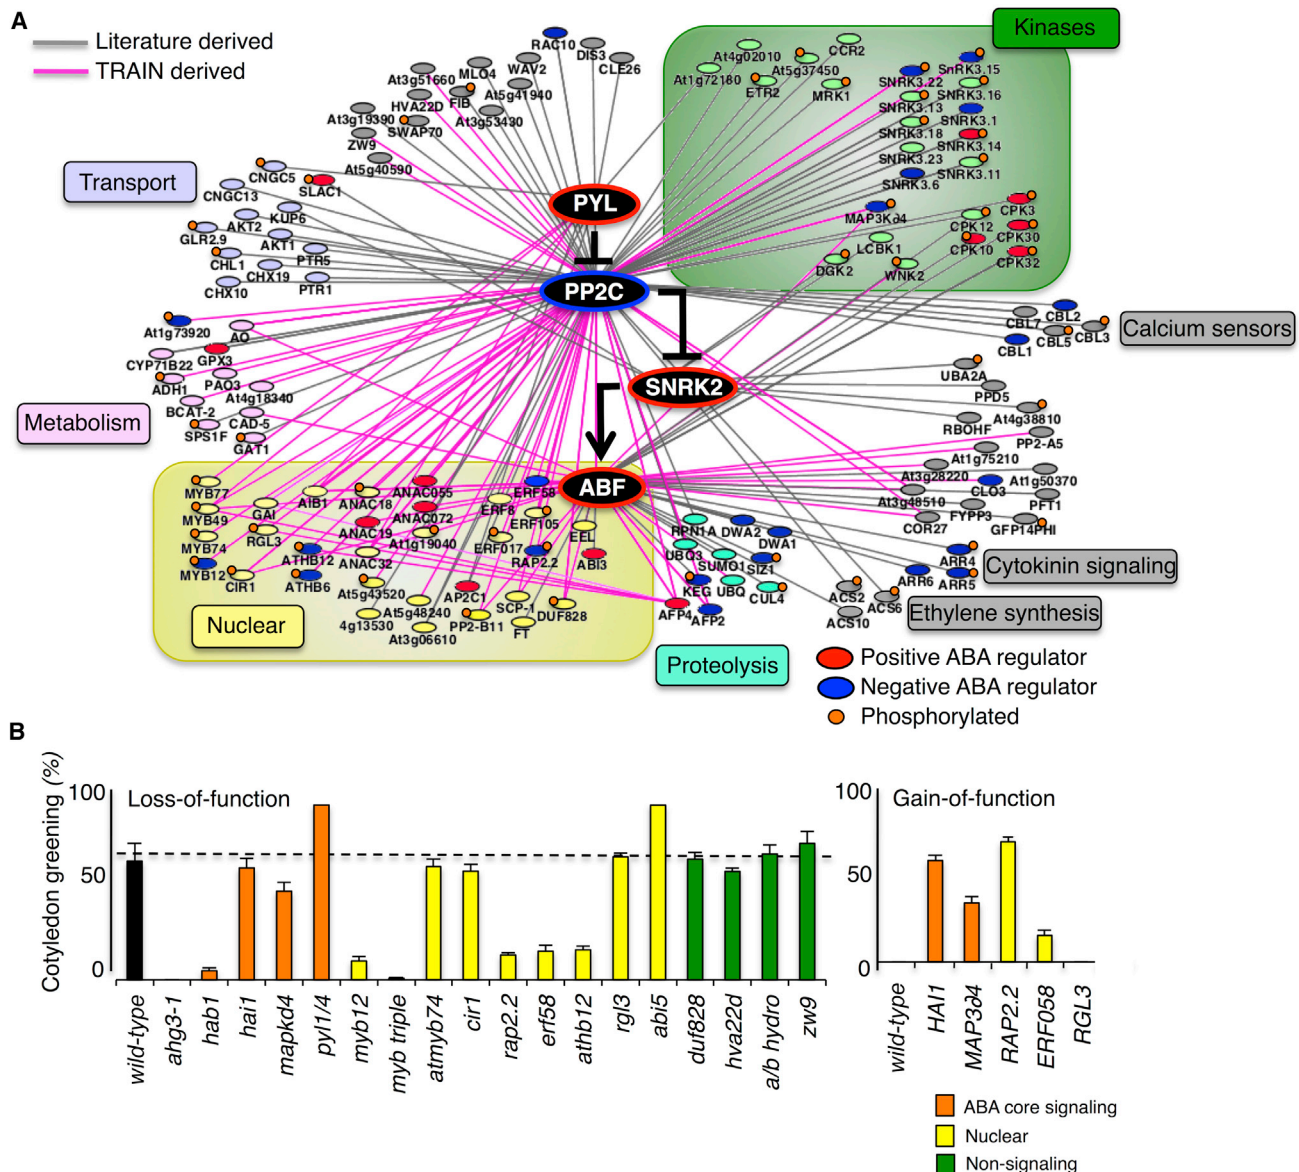 A
Literature derived
TRAIN derived
Kinases
RAC10
DIS3
CLE26
WAV2
MLO4
At3g51660
At5g41940
HVA22D
FIB
At3g53430
At3g19390
SWAP70
ZW9
At5g40590
At4g02010
CCR2
At1g72180
At5g37450
ETR2
MRK1
SnRK3.15
SNRK3.22
SNRK3.16
SNRK3.13
SNRK3.1
SNRK3.18
SNRK3.14
SNRK3.23
SNRK3.11
SNRK3.6
MAP3K∂4
CPK3
CPK12
CPK30
LCBK1
CPK10
CPK32
DGK2
WNK2
Transport
CNGC5
SLAC1
CNGC13
KUP6
AKT2
GLR2.9
AKT1
CHL1
PTR5
CHX19
CHX10
PTR1
PYL
PP2C
SNRK2
ABF
CBL2
CBL7
CBL3
CBL5
CBL1
Calcium sensors
At1g73920
AO
CYP71B22
GPX3
ADH1
PAO3
At4g18340
BCAT-2
CAD-5
SPS1F
GAT1
Metabolism
UBA2A
PPD5
At4g38810
RBOHF
PP2-A5
At1g75210
At3g28220
At1g50370
CLO3
At3g48510
PFT1
FYPP3
COR27
GFP14PHI
MYB77
AIB1
ANAC18
ANAC055
ERF58
GAI
ERF8
MYB49
ANAC072
ERF105
RGL3
ANAC19
At1g19040
ERF017
EEL
MYB74
ATHB12
ANAC32
RAP2.2
ABI3
MYB12
CIR1
ATHB6
At5g43520
AP2C1
SCP-1
At5g48240
4g13530
PP2-B11
DUF828
At3g06610
FT
Nuclear
RPN1A
DWA2
DWA1
UBQ3
SUMO1
SIZ1
KEG
UBQ
CUL4
AFP4
AFP2
Proteolysis
ARR4
ARR6
ARR5
Cytokinin signaling
ACS2
ACS6
ACS10
Ethylene synthesis
Positive ABA regulator
Negative ABA regulator
Phosphorylated
B
Cotyledon greening (%)
100
50
0
Loss-of-function
wild-type
ahg3-1
hab1
hai1
mapkd4
pyl1/4
myb12
myb triple
atmyb74
cir1
rap2.2
erf58
athb12
rgl3
abi5
duf828
hva22d
a/b hydro
zw9
100
50
0
Gain-of-function
wild-type
HAI1
MAP3∂4
RAP2.2
ERF058
RGL3
ABA core signaling
Nuclear
Non-signaling